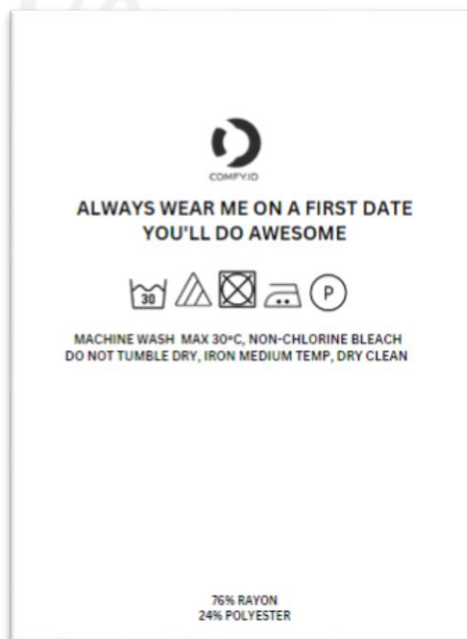 COMFY.ID
ALWAYS WEAR ME ON A FIRST DATE
YOU'LL DO AWESOME
30
P
MACHINE WASH MAX 30°C, NON-CHLORINE BLEACH
DO NOT TUMBLE DRY, IRON MEDIUM TEMP, DRY CLEAN
76% RAYON
24% POLYESTER